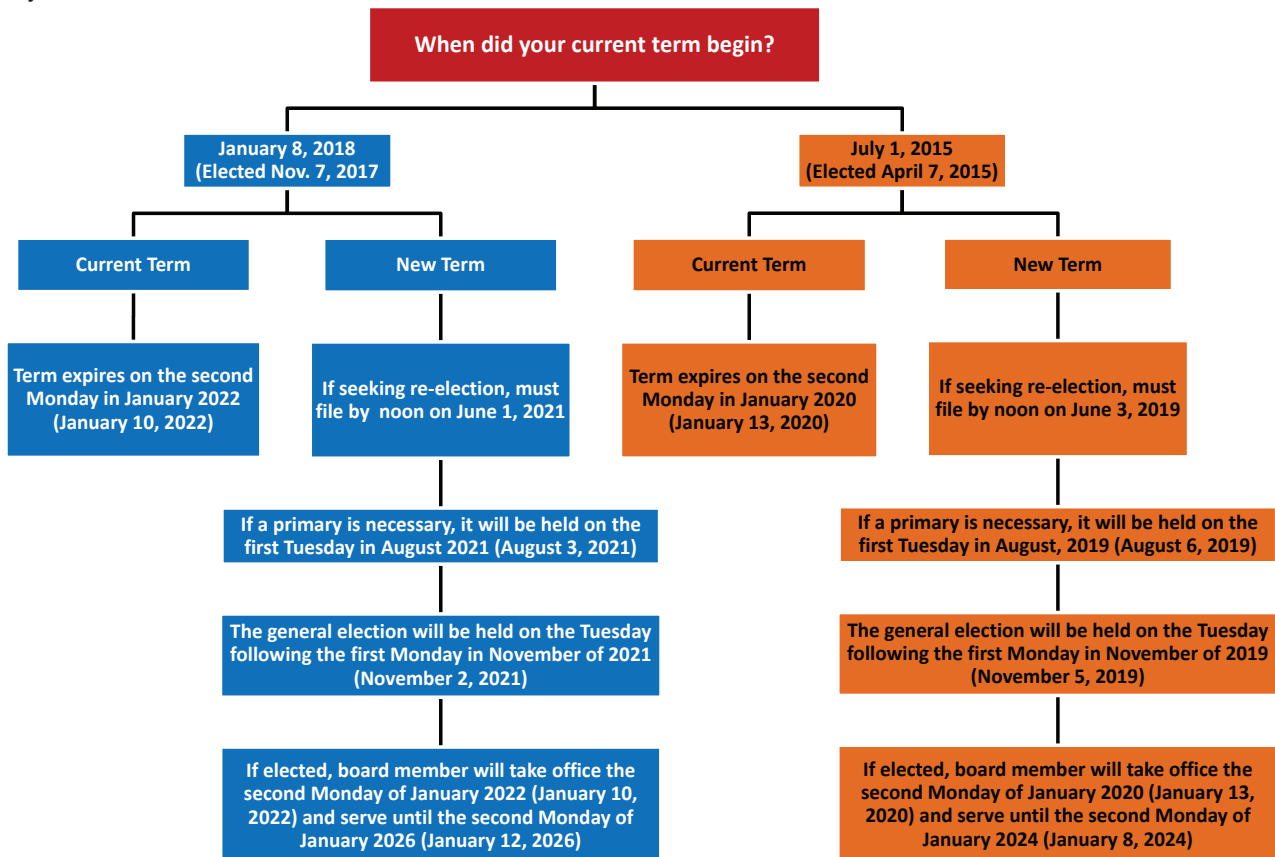 When did your current term begin?
January 8, 2018
(Elected Nov. 7, 2017
Current Term
New Term
Term expires on the second
Monday in January 2022
(January 10, 2022)
If seeking re-election, must
file by  noon on June 1, 2021
If a primary is necessary, it will be held on the
first Tuesday in August 2021 (August 3, 2021)
The general election will be held on the Tuesday
following the first Monday in November of 2021
(November 2, 2021)
If elected, board member will take office the
second Monday of January 2022 (January 10,
2022) and serve until the second Monday of
January 2026 (January 12, 2026)
July 1, 2015
(Elected April 7, 2015)
Current Term
New Term
Term expires on the second
Monday in January 2020
(January 13, 2020)
If seeking re-election, must
file by noon on June 3, 2019
If a primary is necessary, it will be held on the
first Tuesday in August, 2019 (August 6, 2019)
The general election will be held on the Tuesday
following the first Monday in November of 2019
(November 5, 2019)
If elected, board member will take office the
second Monday of January 2020 (January 13,
2020) and serve until the second Monday of
January 2024 (January 8, 2024)